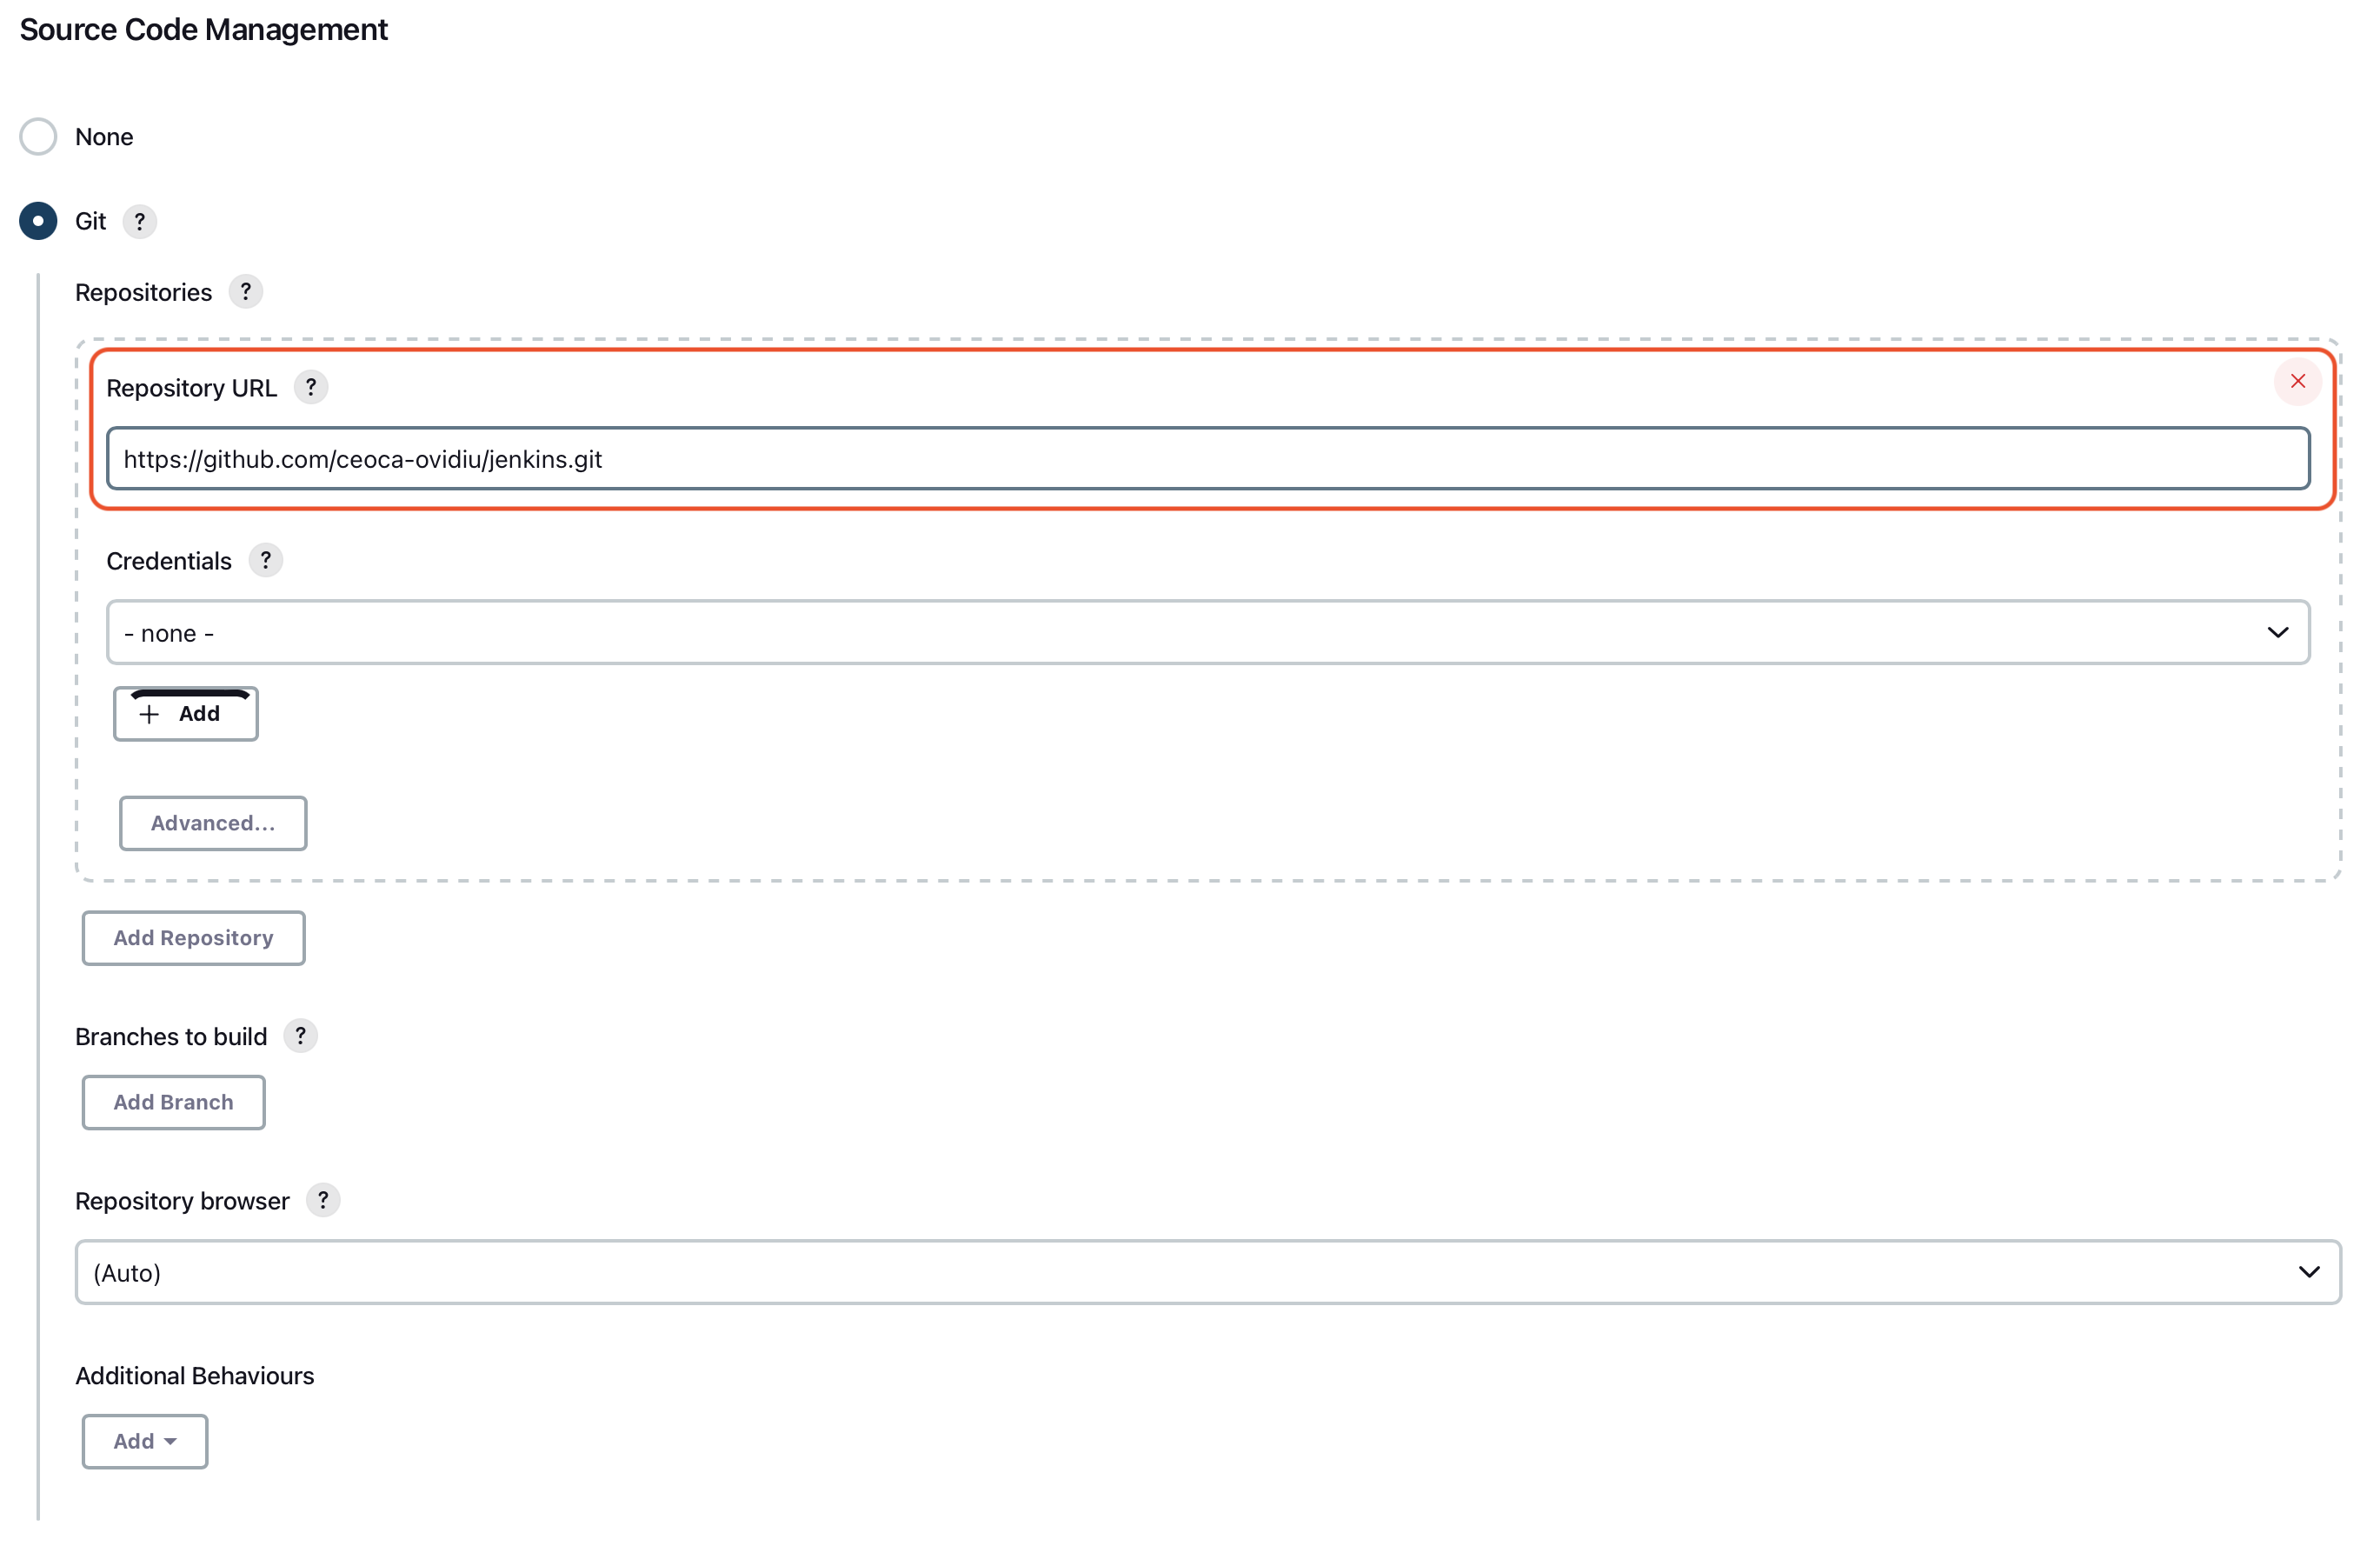 Source Code Management
None
Git ?
Repositories ?
Repository URL ?
https://github.com/ceoca-ovidiu/jenkins.git
Credentials ?
- none -
+ Add
Advanced...
Add Repository
Branches to build ?
Add Branch
Repository browser ?
(Auto)
Additional Behaviours
Add